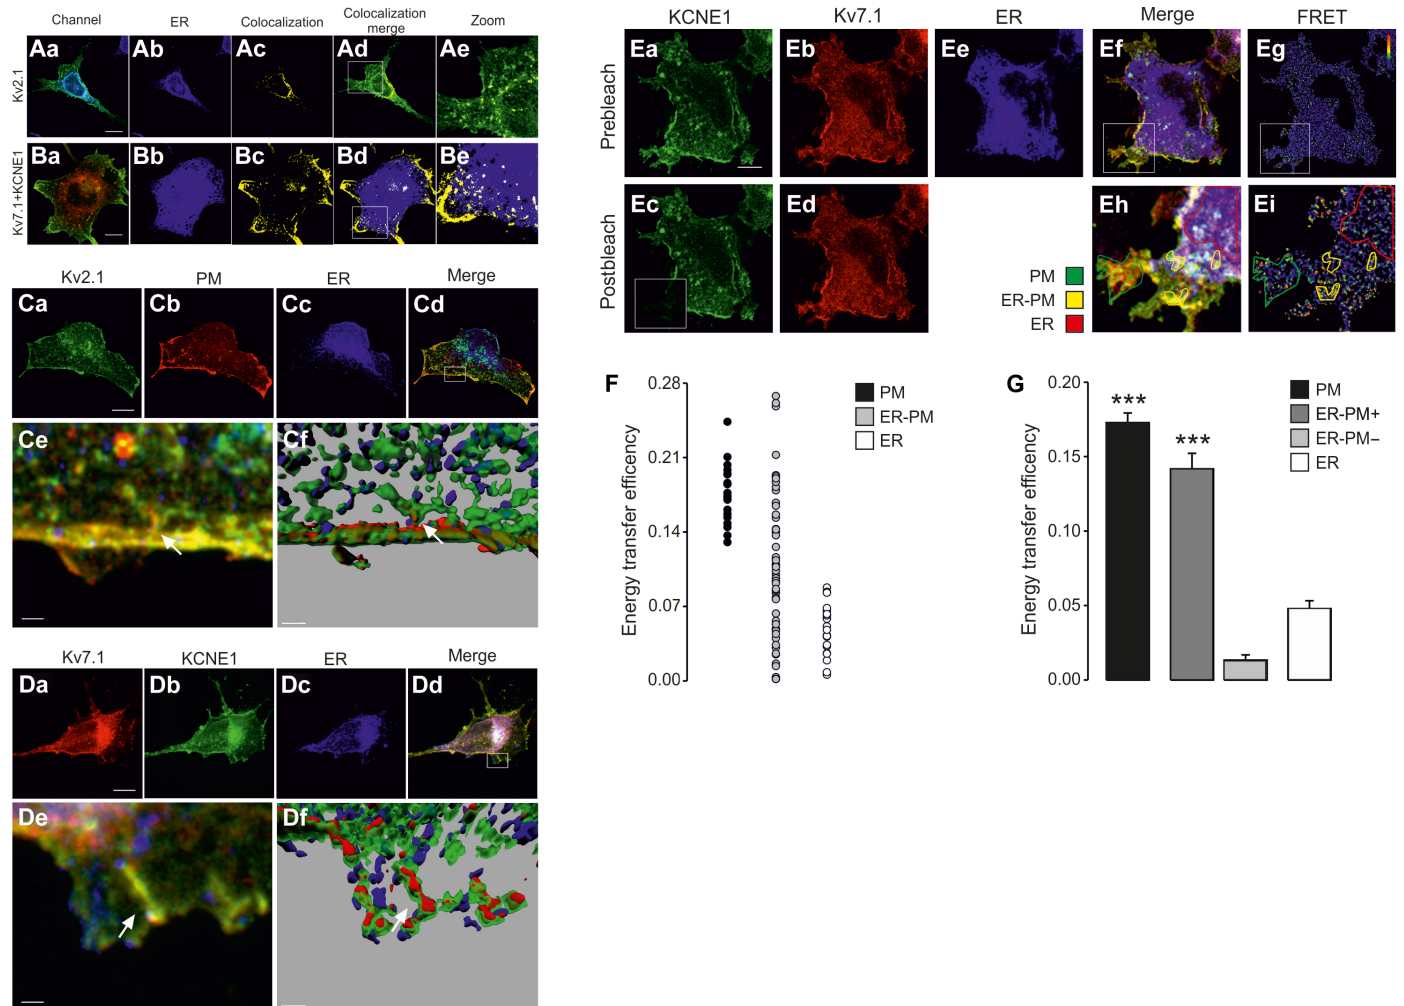 Channel ER Colocalization Colocalization merge Zoom
Kv2.1
Aa Ab Ac Ad Ae
Kv7.1+KCNE1
Ba Bb Bc Bd Be
Kv2.1 PM ER Merge
Ca Cb Cc Cd
Ce Cf
Kv7.1 KCNE1 ER Merge
Da Db Dc Dd
De Df
KCNE1 Kv7.1 ER Merge FRET
Prebleach
Ea Eb Ee Ef Eg
Postbleach
Ec Ed Eh Ei
PM
ER-PM
ER
F
Energy transfer efficency
0.28
0.21
0.14
0.07
0.00
PM
ER-PM
ER
G
Energy transfer efficiency
0.20
0.15
0.10
0.05
0.00
*** ***
PM
ER-PM+
ER-PM–
ER